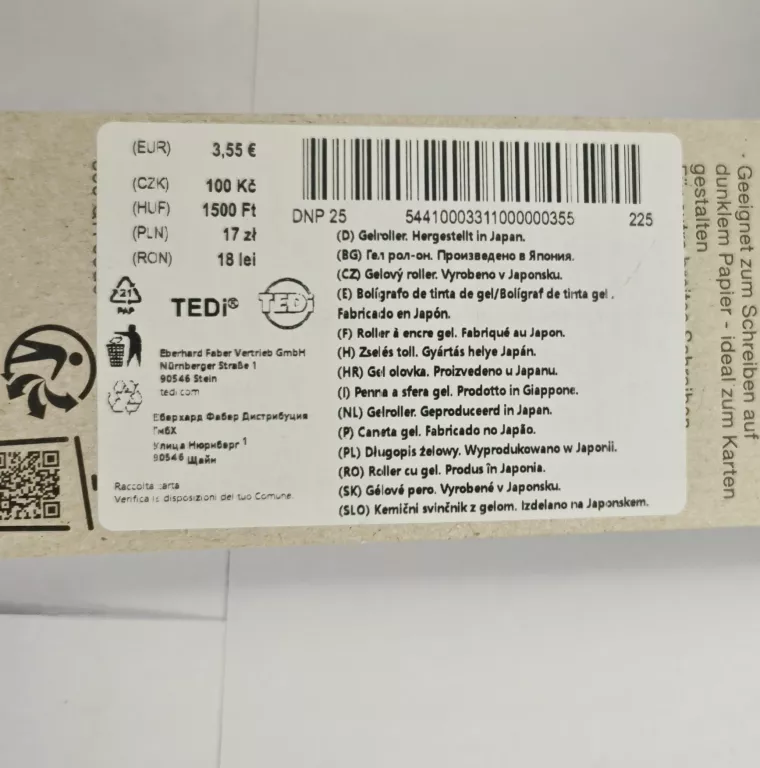 (EUR) 3,55 €
(CZK) 100 Kč
(HUF) 1500 Ft
(PLN) 17 zł
(RON) 18 lei
DNP 25 54410003311000000355 225
21
PAP
TEDi®
TEDi
Eberhard Faber Vertrieb GmbH
Nürnberger Straße 1
90546 Stein
tedi.com
Еберхард Фабер Дистрибуция
ГмбХ
Улица Нюрнберг 1
90546 Щайн
Raccolta carta
Verifica le disposizioni del tuo Comune.
(D) Gelroller. Hergestellt in Japan.
(BG) Гел рол-он. Произведено в Япония.
(CZ) Gelový roller. Vyrobeno v Japonsku.
(E) Bolígrafo de tinta de gel/Bolígraf de tinta gel.
Fabricado en Japón.
(F) Roller à encre gel. Fabriqué au Japon.
(H) Zselés toll. Gyártás helye Japán.
(HR) Gel olovka. Proizvedeno u Japanu.
(I) Penna a sfera gel. Prodotto in Giappone.
(NL) Gelroller. Geproduceerd in Japan.
(P) Caneta gel. Fabricado no Japão.
(PL) Długopis żelowy. Wyprodukowano w Japonii.
(RO) Roller cu gel. Produs în Japonia.
(SK) Gélové pero. Vyrobené v Japonsku.
(SLO) Kemični svinčnik z gelom. Izdelano na Japonskem.
· Geeignet zum Schreiben auf
dunklem Papier - ideal zum Karten
gestalten